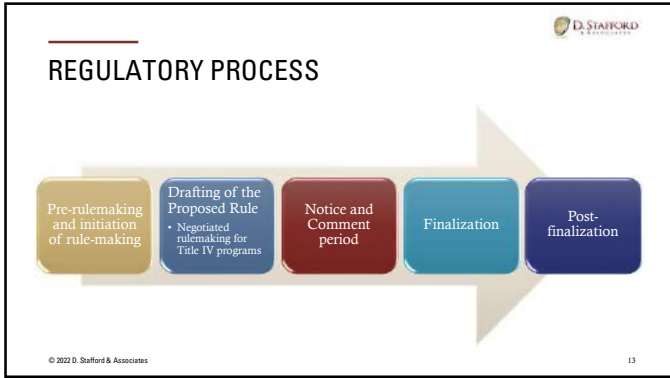 D. STAFFORD
& ASSOCIATES
REGULATORY PROCESS
Pre-rulemaking
and initiation
of rule-making
Drafting of the
Proposed Rule
• Negotiated
rulemaking for
Title IV programs
Notice and
Comment
period
Finalization
Post-
finalization
© 2022 D. Stafford & Associates
13